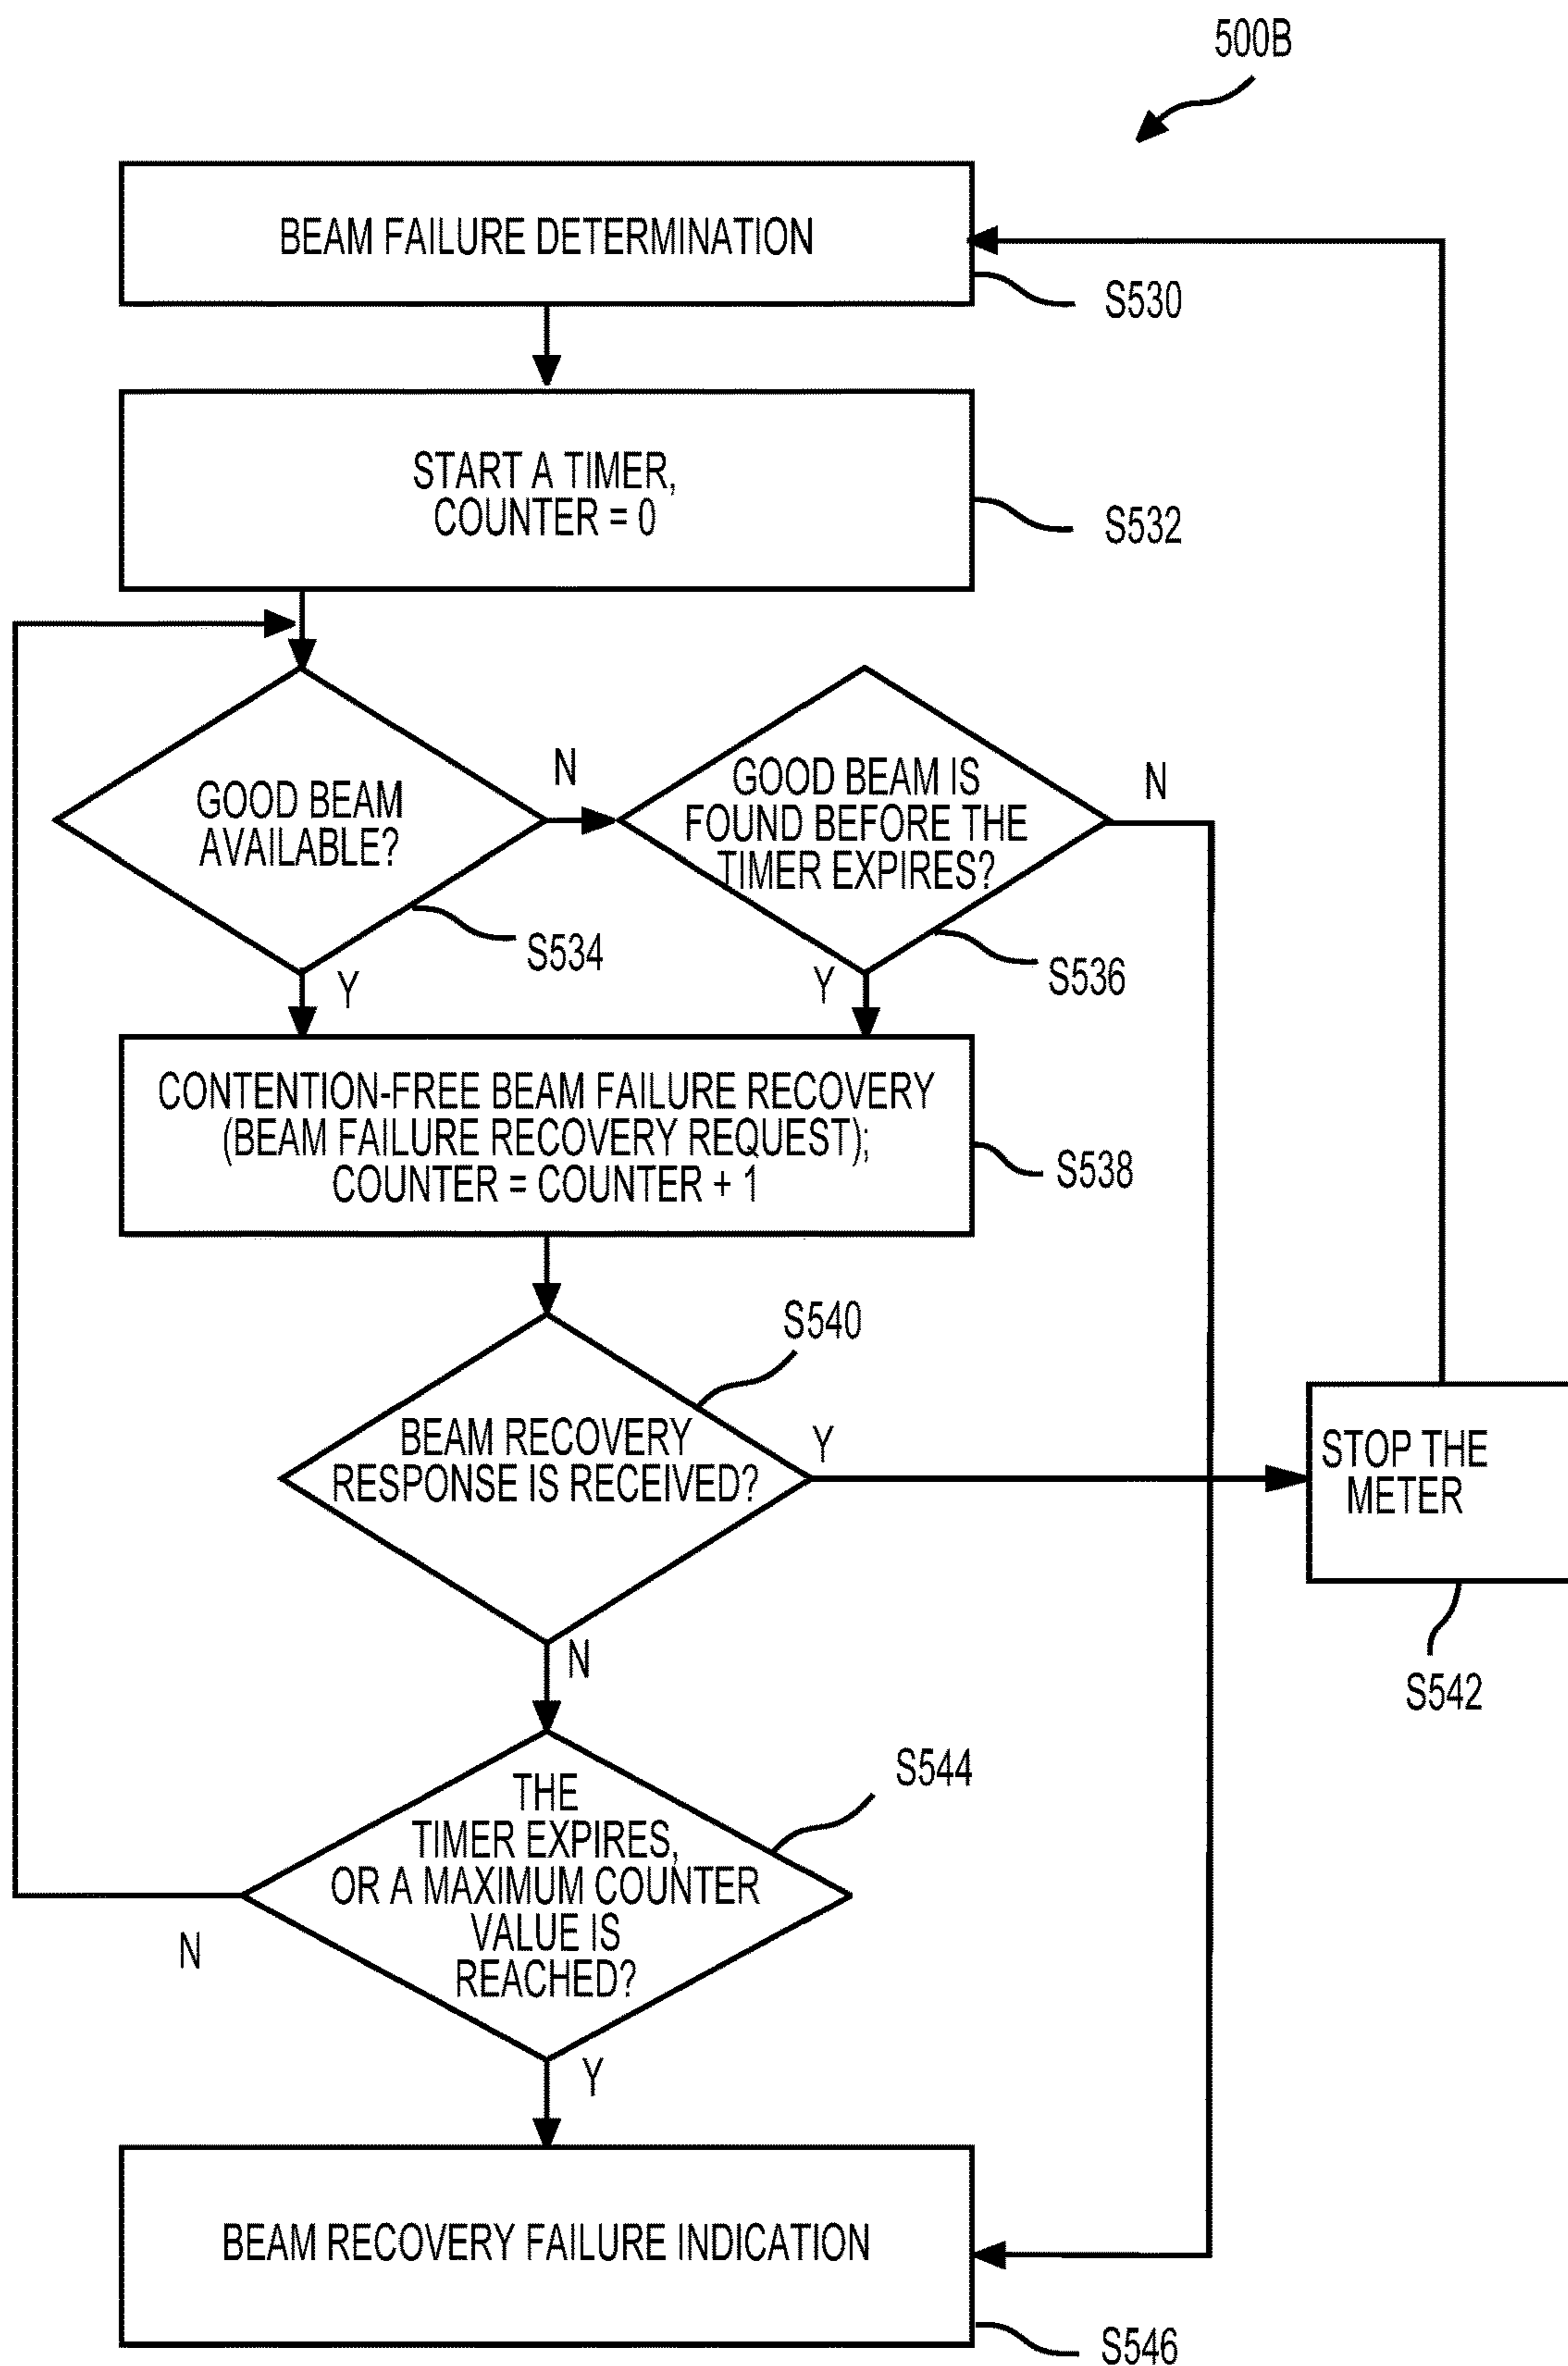 500B
BEAM FAILURE DETERMINATION
S530
START A TIMER,
COUNTER = 0
S532
GOOD BEAM
AVAILABLE?
N
S534
Y
GOOD BEAM IS
FOUND BEFORE THE
TIMER EXPIRES?
N
S536
Y
CONTENTION-FREE BEAM FAILURE RECOVERY
(BEAM FAILURE RECOVERY REQUEST);
COUNTER = COUNTER + 1
S538
S540
BEAM RECOVERY
RESPONSE IS RECEIVED?
Y
STOP THE
METER
S542
N
S544
THE
TIMER EXPIRES,
OR A MAXIMUM COUNTER
VALUE IS
REACHED?
N
Y
BEAM RECOVERY FAILURE INDICATION
S546